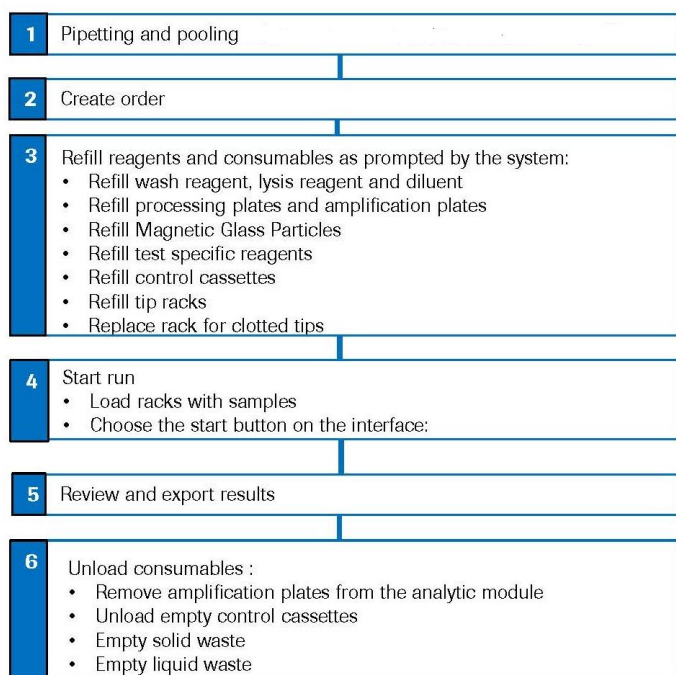 1 Pipetting and pooling
2 Create order
3 Refill reagents and consumables as prompted by the system:
• Refill wash reagent, lysis reagent and diluent
• Refill processing plates and amplification plates
• Refill Magnetic Glass Particles
• Refill test specific reagents
• Refill control cassettes
• Refill tip racks
• Replace rack for clotted tips
4 Start run
• Load racks with samples
• Choose the start button on the interface:
5 Review and export results
6 Unload consumables :
• Remove amplification plates from the analytic module
• Unload empty control cassettes
• Empty solid waste
• Empty liquid waste